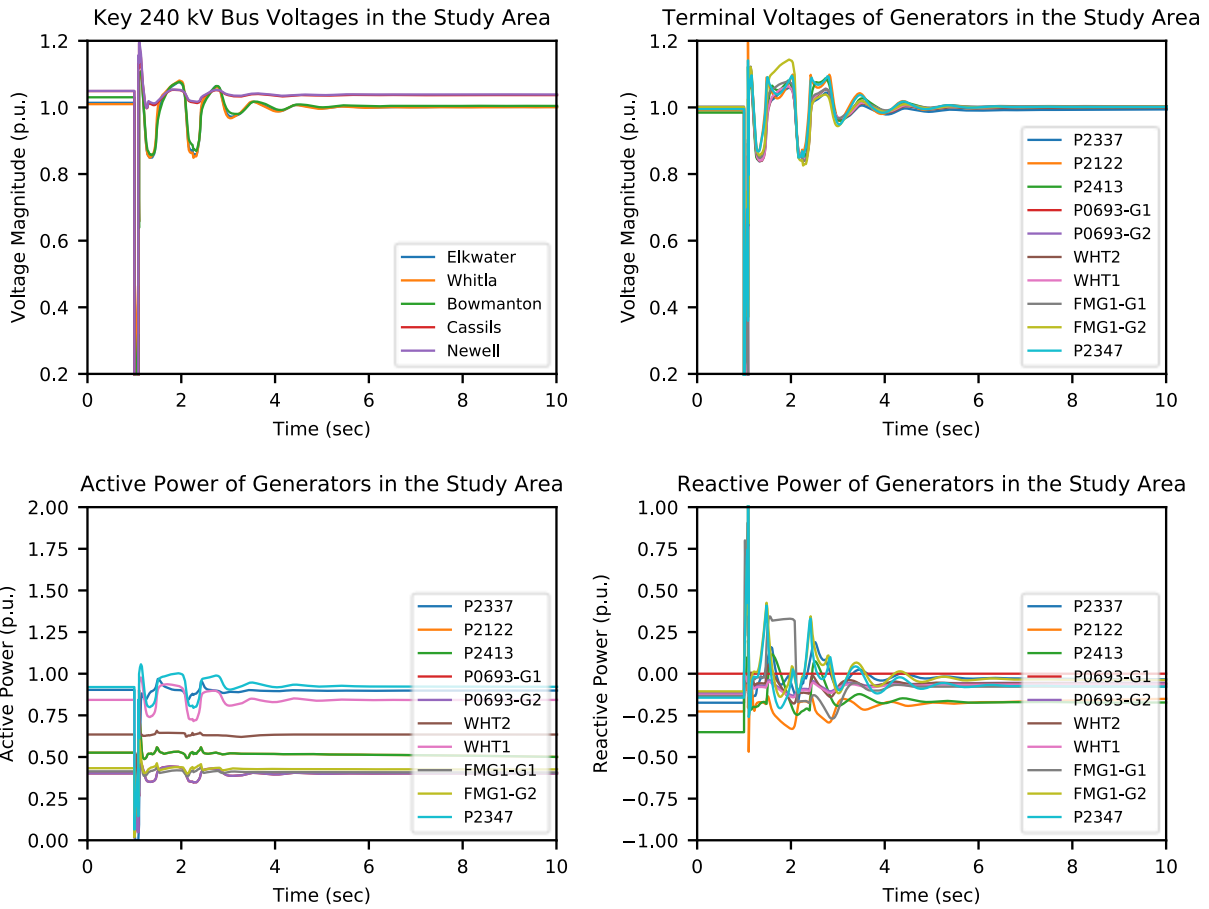 Key 240 kV Bus Voltages in the Study Area
Voltage Magnitude (p.u.)
1.2
1.0
0.8
0.6
0.4
0.2
Elkwater
Whitla
Bowmanton
Cassils
Newell
0 2 4 6 8 10
Time (sec)
Terminal Voltages of Generators in the Study Area
Voltage Magnitude (p.u.)
1.2
1.0
0.8
0.6
0.4
0.2
P2337
P2122
P2413
P0693-G1
P0693-G2
WHT2
WHT1
FMG1-G1
FMG1-G2
P2347
0 2 4 6 8 10
Time (sec)
Active Power of Generators in the Study Area
Active Power (p.u.)
2.00
1.75
1.50
1.25
1.00
0.75
0.50
0.25
0.00
P2337
P2122
P2413
P0693-G1
P0693-G2
WHT2
WHT1
FMG1-G1
FMG1-G2
P2347
0 2 4 6 8 10
Time (sec)
Reactive Power of Generators in the Study Area
Reactive Power (p.u.)
1.00
0.75
0.50
0.25
0.00
−0.25
−0.50
−0.75
−1.00
P2337
P2122
P2413
P0693-G1
P0693-G2
WHT2
WHT1
FMG1-G1
FMG1-G2
P2347
0 2 4 6 8 10
Time (sec)